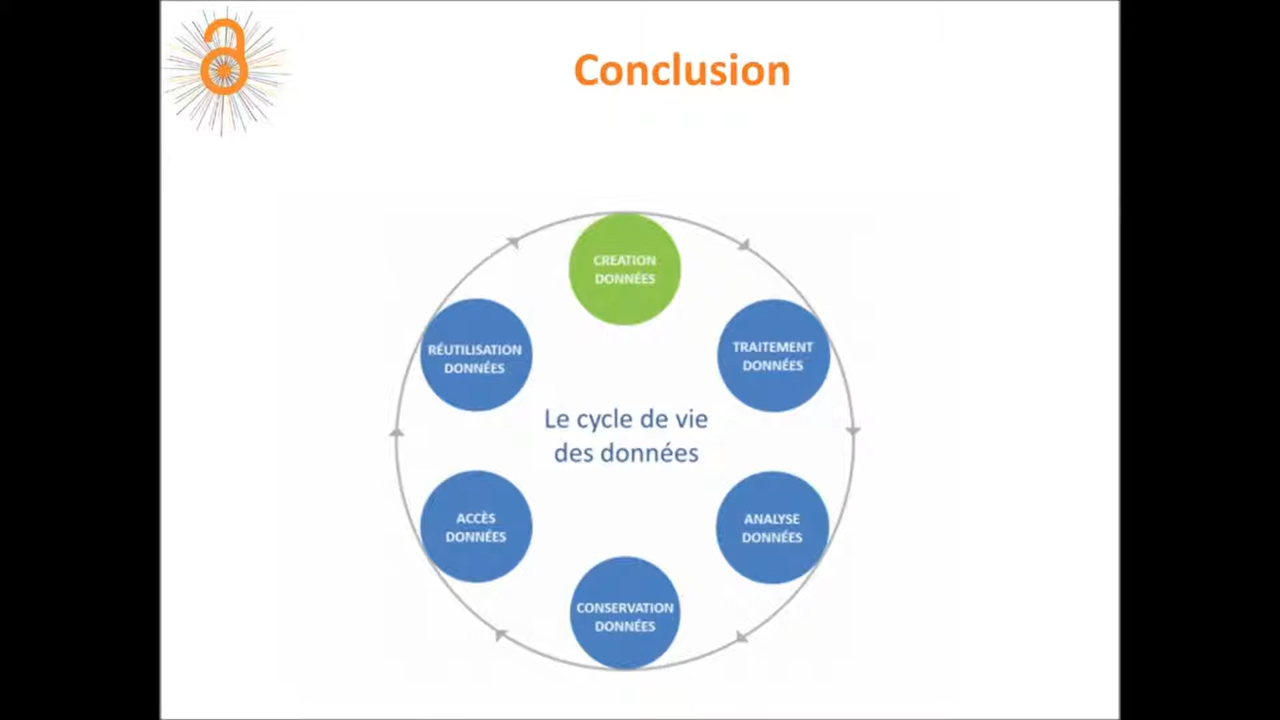 Conclusion
CREATION
DONNÉES
TRAITEMENT
DONNÉES
ANALYSE
DONNÉES
CONSERVATION
DONNÉES
ACCÈS
DONNÉES
RÉUTILISATION
DONNÉES
Le cycle de vie
des données